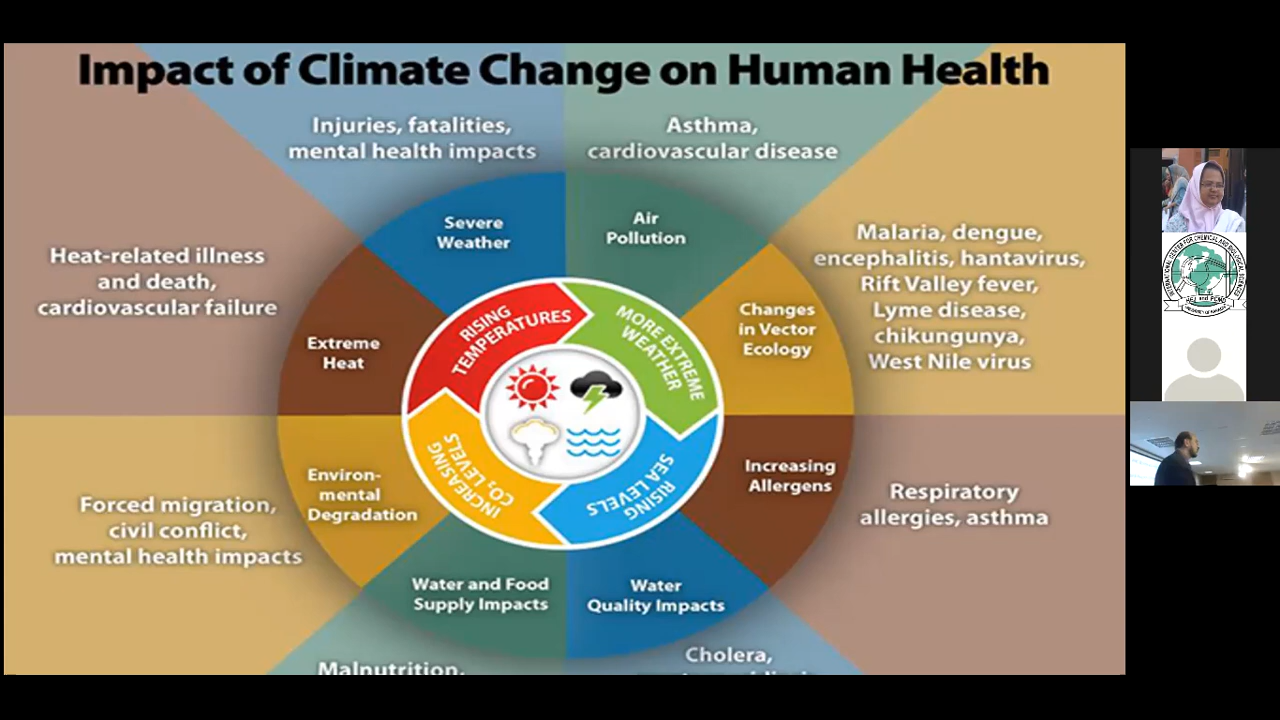 Impact of Climate Change on Human Health
Injuries, fatalities,
mental health impacts
Asthma,
cardiovascular disease
Severe
Weather
Air
Pollution
Heat-related illness
and death,
cardiovascular failure
Malaria, dengue,
encephalitis, hantavirus,
Rift Valley fever,
Lyme disease,
chikungunya,
West Nile virus
Extreme
Heat
RISING
TEMPERATURES
MORE EXTREME
WEATHER
Changes
in Vector
Ecology
Environ-
mental
Degradation
INCREASING
CO₂ LEVELS
RISING
SEA LEVELS
Increasing
Allergens
Forced migration,
civil conflict,
mental health impacts
Respiratory
allergies, asthma
Water and Food
Supply Impacts
Water
Quality Impacts
Malnutrition,
Cholera,